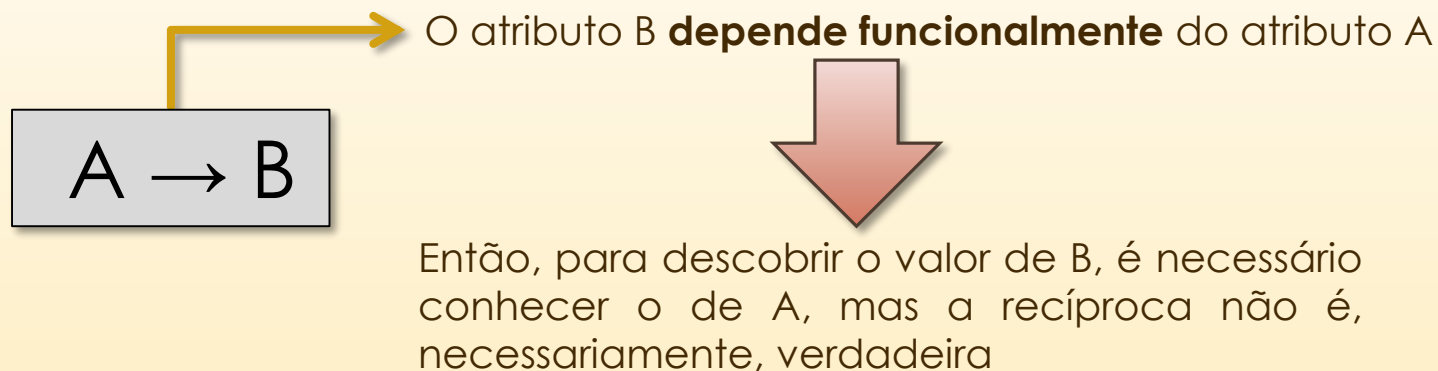 O atributo B depende funcionalmente do atributo A
A → B
Então, para descobrir o valor de B, é necessário
conhecer o de A, mas a recíproca não é,
necessariamente, verdadeira